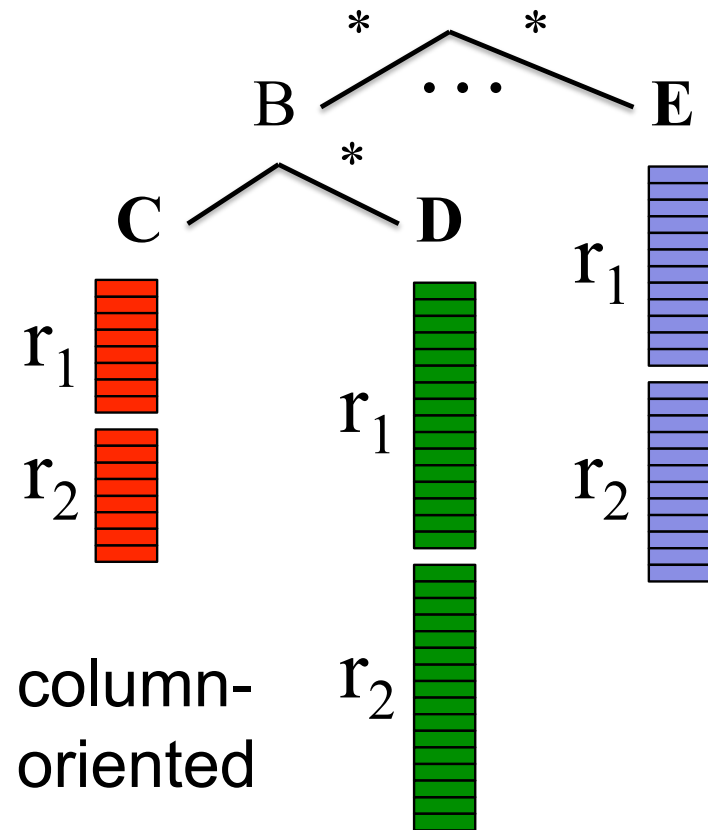 * *
B ... E
*
C D
r1
r1
r1
r2
r2
r2
column-
oriented